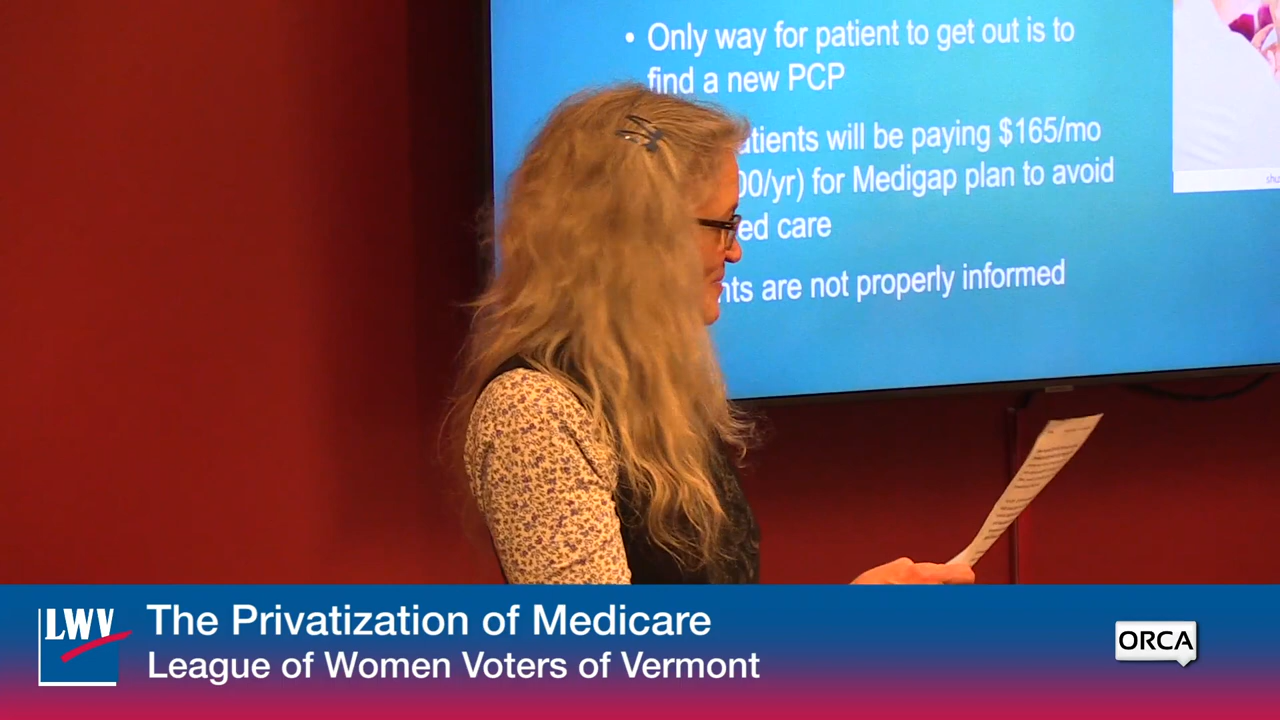 • Only way for patient to get out is to
find a new PCP
atients will be paying $165/mo
00/yr) for Medigap plan to avoid
ed care
nts are not properly informed
LWV
The Privatization of Medicare
League of Women Voters of Vermont
ORCA